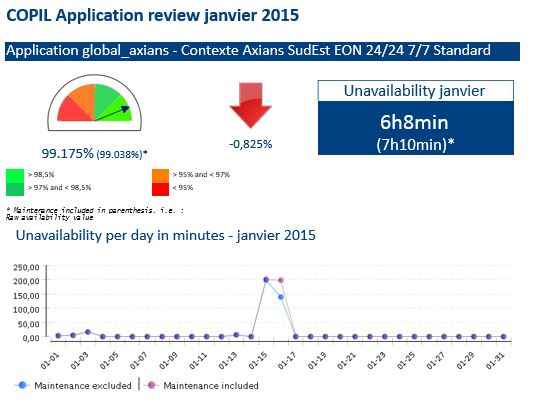 COPIL Application review janvier 2015
Application global_axians - Contexte Axians SudEst EON 24/24 7/7 Standard
99.175% (99.038%)*
-0,825%
Unavailability janvier
6h8min
(7h10min)*
> 98,5%
> 95% and < 97%
> 97% and < 98,5%
< 95%
* Maintenance included in parenthesis. i.e. :
Raw availability value
Unavailability per day in minutes - janvier 2015
250,00
200,00
150,00
100,00
50,00
0,00
01-01 01-03 01-05 01-07 01-09 01-11 01-13 01-15 01-17 01-19 01-21 01-23 01-25 01-27 01-29 01-31
Maintenance excluded
Maintenance included